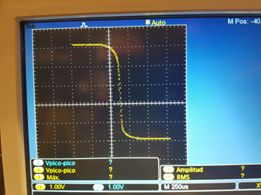 Auto
M Pos: -40
Vpico-pico ?
Vpico-pico ?
Máx. ?
Amplitud ?
RMS ?
1.00V
1.00V
M 250us